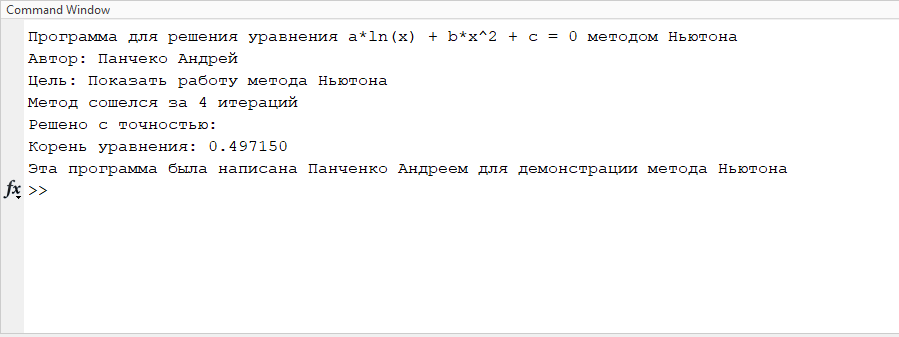 Command Window
Программа для решения уравнения a*ln(x) + b*x^2 + c = 0 методом Ньютона
Автор: Панчеко Андрей
Цель: Показать работу метода Ньютона
Метод сошелся за 4 итераций
Решено с точностью:
Корень уравнения: 0.497150
Эта программа была написана Панченко Андреем для демонстрации метода Ньютона
fx >>